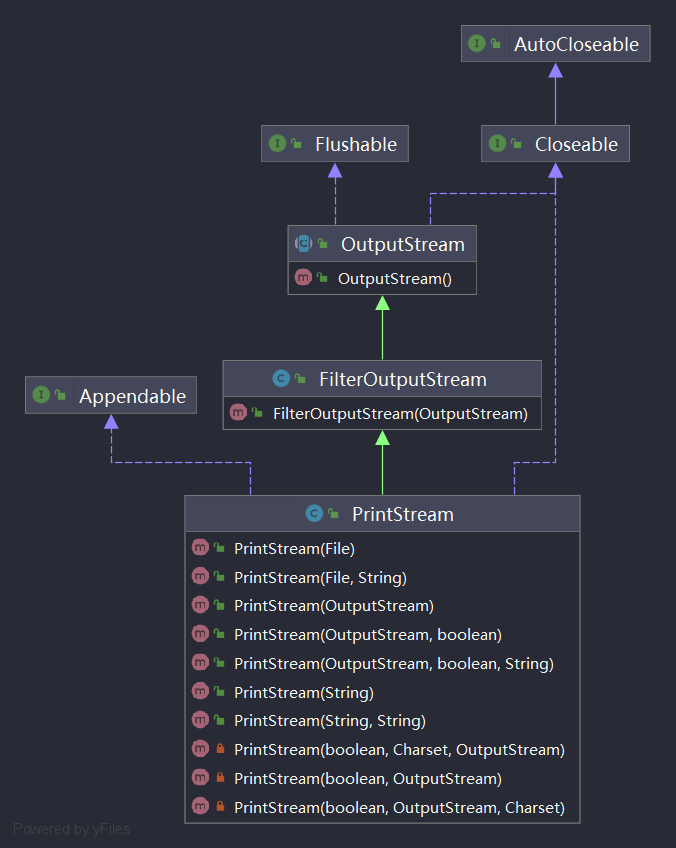 AutoCloseable
Flushable
Closeable
OutputStream
OutputStream()
FilterOutputStream
FilterOutputStream(OutputStream)
Appendable
PrintStream
PrintStream(File)
PrintStream(File, String)
PrintStream(OutputStream)
PrintStream(OutputStream, boolean)
PrintStream(OutputStream, boolean, String)
PrintStream(String)
PrintStream(String, String)
PrintStream(boolean, Charset, OutputStream)
PrintStream(boolean, OutputStream)
PrintStream(boolean, OutputStream, Charset)
Powered by yFiles